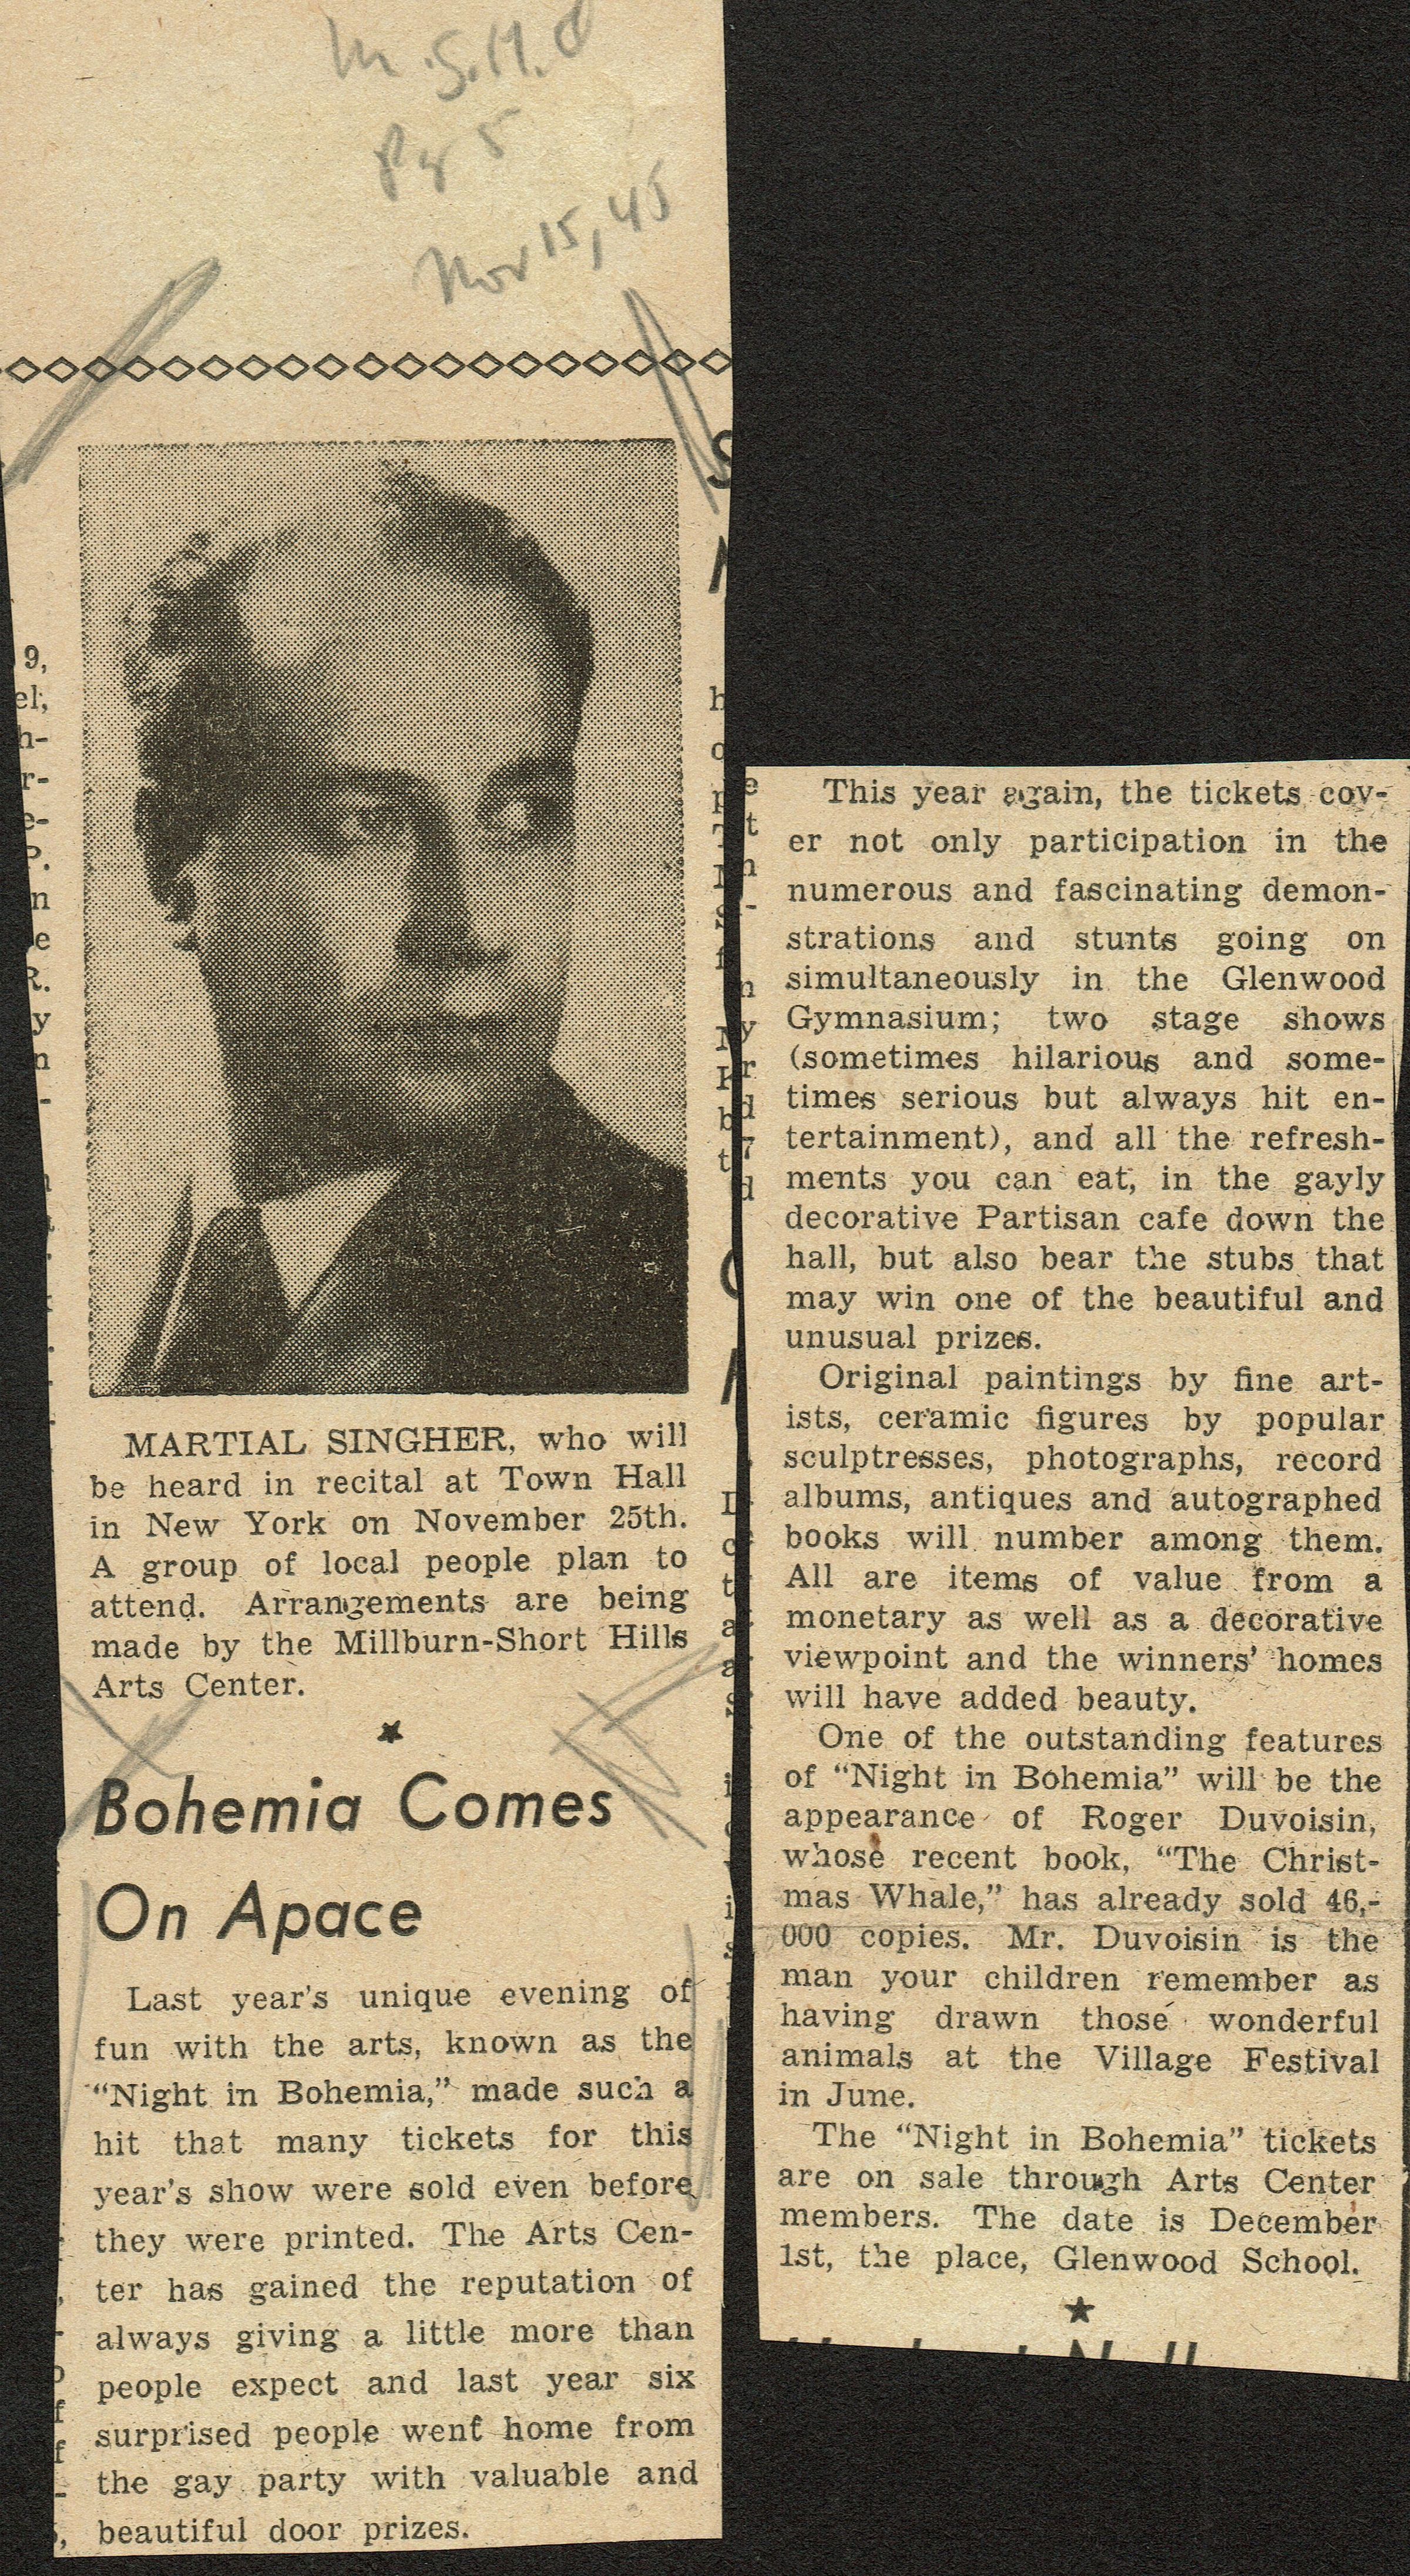 Pg 5
Nov 15, 45
MARTIAL SINGHER, who will
be heard in recital at Town Hall
in New York on November 25th.
A group of local people plan to
attend. Arrangements are being
made by the Millburn-Short Hills
Arts Center.
Bohemia Comes
On Apace
Last year's unique evening of
fun with the arts, known as the
"Night in Bohemia," made such a
hit that many tickets for this
year's show were sold even before
they were printed. The Arts Cen-
ter has gained the reputation of
always giving a little more than
people expect and last year six
surprised people went home from
the gay party with valuable and
beautiful door prizes.
This year again, the tickets cov-
er not only participation in the
numerous and fascinating demon-
strations and stunts going on
simultaneously in the Glenwood
Gymnasium; two stage shows
(sometimes hilarious and some-
times serious but always hit en-
tertainment), and all the refresh-
ments you can eat, in the gayly
decorative Partisan cafe down the
hall, but also bear the stubs that
may win one of the beautiful and
unusual prizes.
Original paintings by fine art-
ists, ceramic figures by popular
sculptresses, photographs, record
albums, antiques and autographed
books will number among them.
All are items of value from a
monetary as well as a decorative
viewpoint and the winners' homes
will have added beauty.
One of the outstanding features
of "Night in Bohemia" will be the
appearance of Roger Duvoisin,
whose recent book, "The Christ-
mas Whale," has already sold 46,-
000 copies. Mr. Duvoisin is the
man your children remember as
having drawn those wonderful
animals at the Village Festival
in June.
The "Night in Bohemia" tickets
are on sale through Arts Center
members. The date is December
1st, the place, Glenwood School.